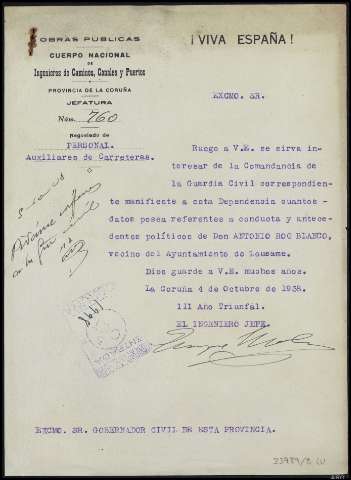 OBRAS PUBLICAS
CUERPO NACIONAL
DE
Ingenieros de Caminos, Canales y Puertos
PROVINCIA DE LA CORUÑA
JEFATURA
Núm. 760
Negociado de
PERSONAL.
Auxiliares de Carreteras.
¡VIVA ESPAÑA!
EXCMO. SR.
Ruego a V.E. se sirva in-
teresar de la Comandancia de
la Guardia Civil correspondien-
te manifieste a esta Dependencia cuantos
datos posea referentes a conducta y antece-
dentes políticos de Don ANTONIO ROO BLANCO,
vecino del Ayuntamiento de Lousame.
Dios guarde a V.E. muchos años.
La Coruña 4 de Octubre de 1938.
III Año Triunfal.
EL INGENIERO JEFE.
EXCMO. SR. GOBERNADOR CIVIL DE ESTA PROVINCIA.